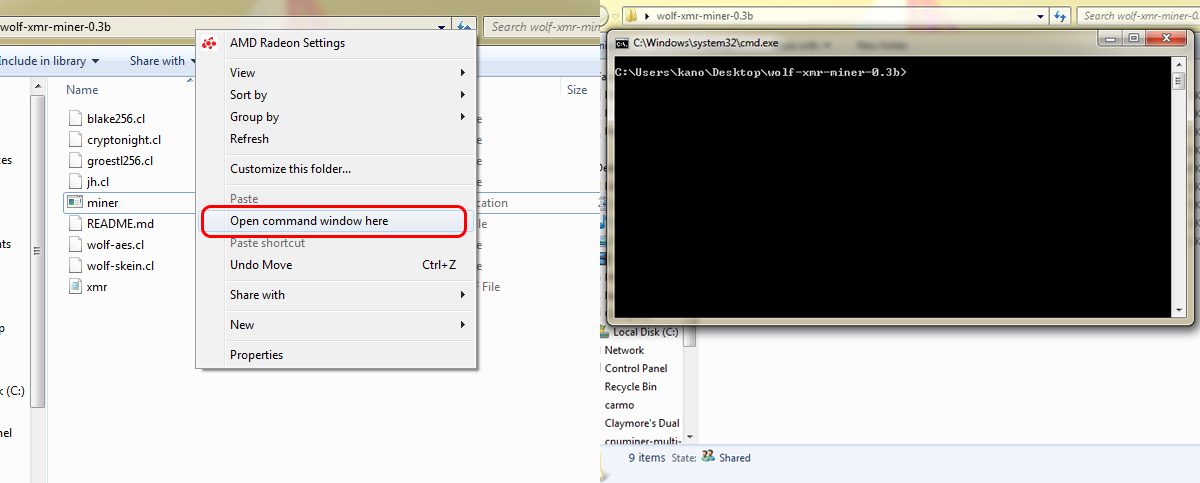 wolf-xmr-miner-0.3b
Search wolf-xmr-miner-0.3b
Include in library
Share with
Name
Size
blake256.cl
cryptonight.cl
groestl256.cl
jh.cl
miner
README.md
wolf-aes.cl
wolf-skein.cl
xmr
File
(C:)
AMD Radeon Settings
View
Sort by
Group by
Refresh
Customize this folder...
Paste
Open command window here
Paste shortcut
Undo Move Ctrl+Z
Share with
New
Properties
wolf-xmr-miner-0.3b
Search wolf-xmr-miner-0.
C:\Windows\system32\cmd.exe
C:\Users\kano\Desktop\wolf-xmr-miner-0.3b>
Local Disk (C:)
Network
Control Panel
Recycle Bin
carmo
Claymore's Dual
cpuminer-multi-
9 items State: Shared